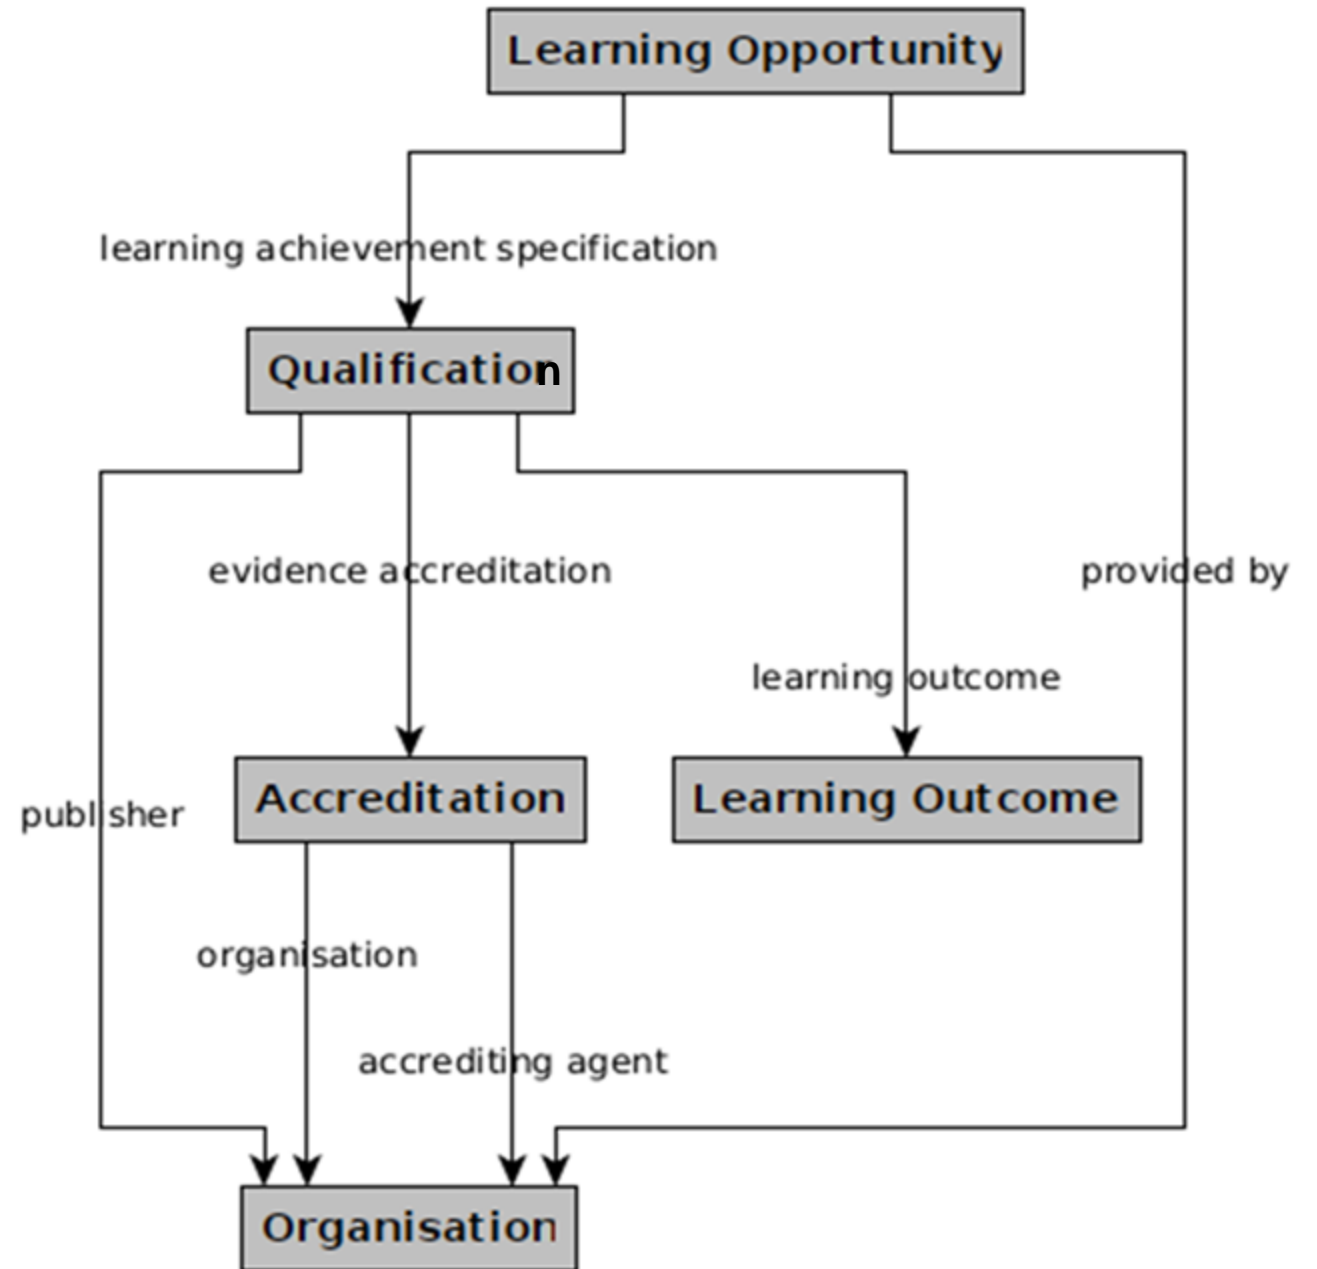 Learning Opportunity
learning achievement specification
Qualification
evidence accreditation
provided by
learning outcome
Accreditation
Learning Outcome
publisher
organisation
accrediting agent
Organisation